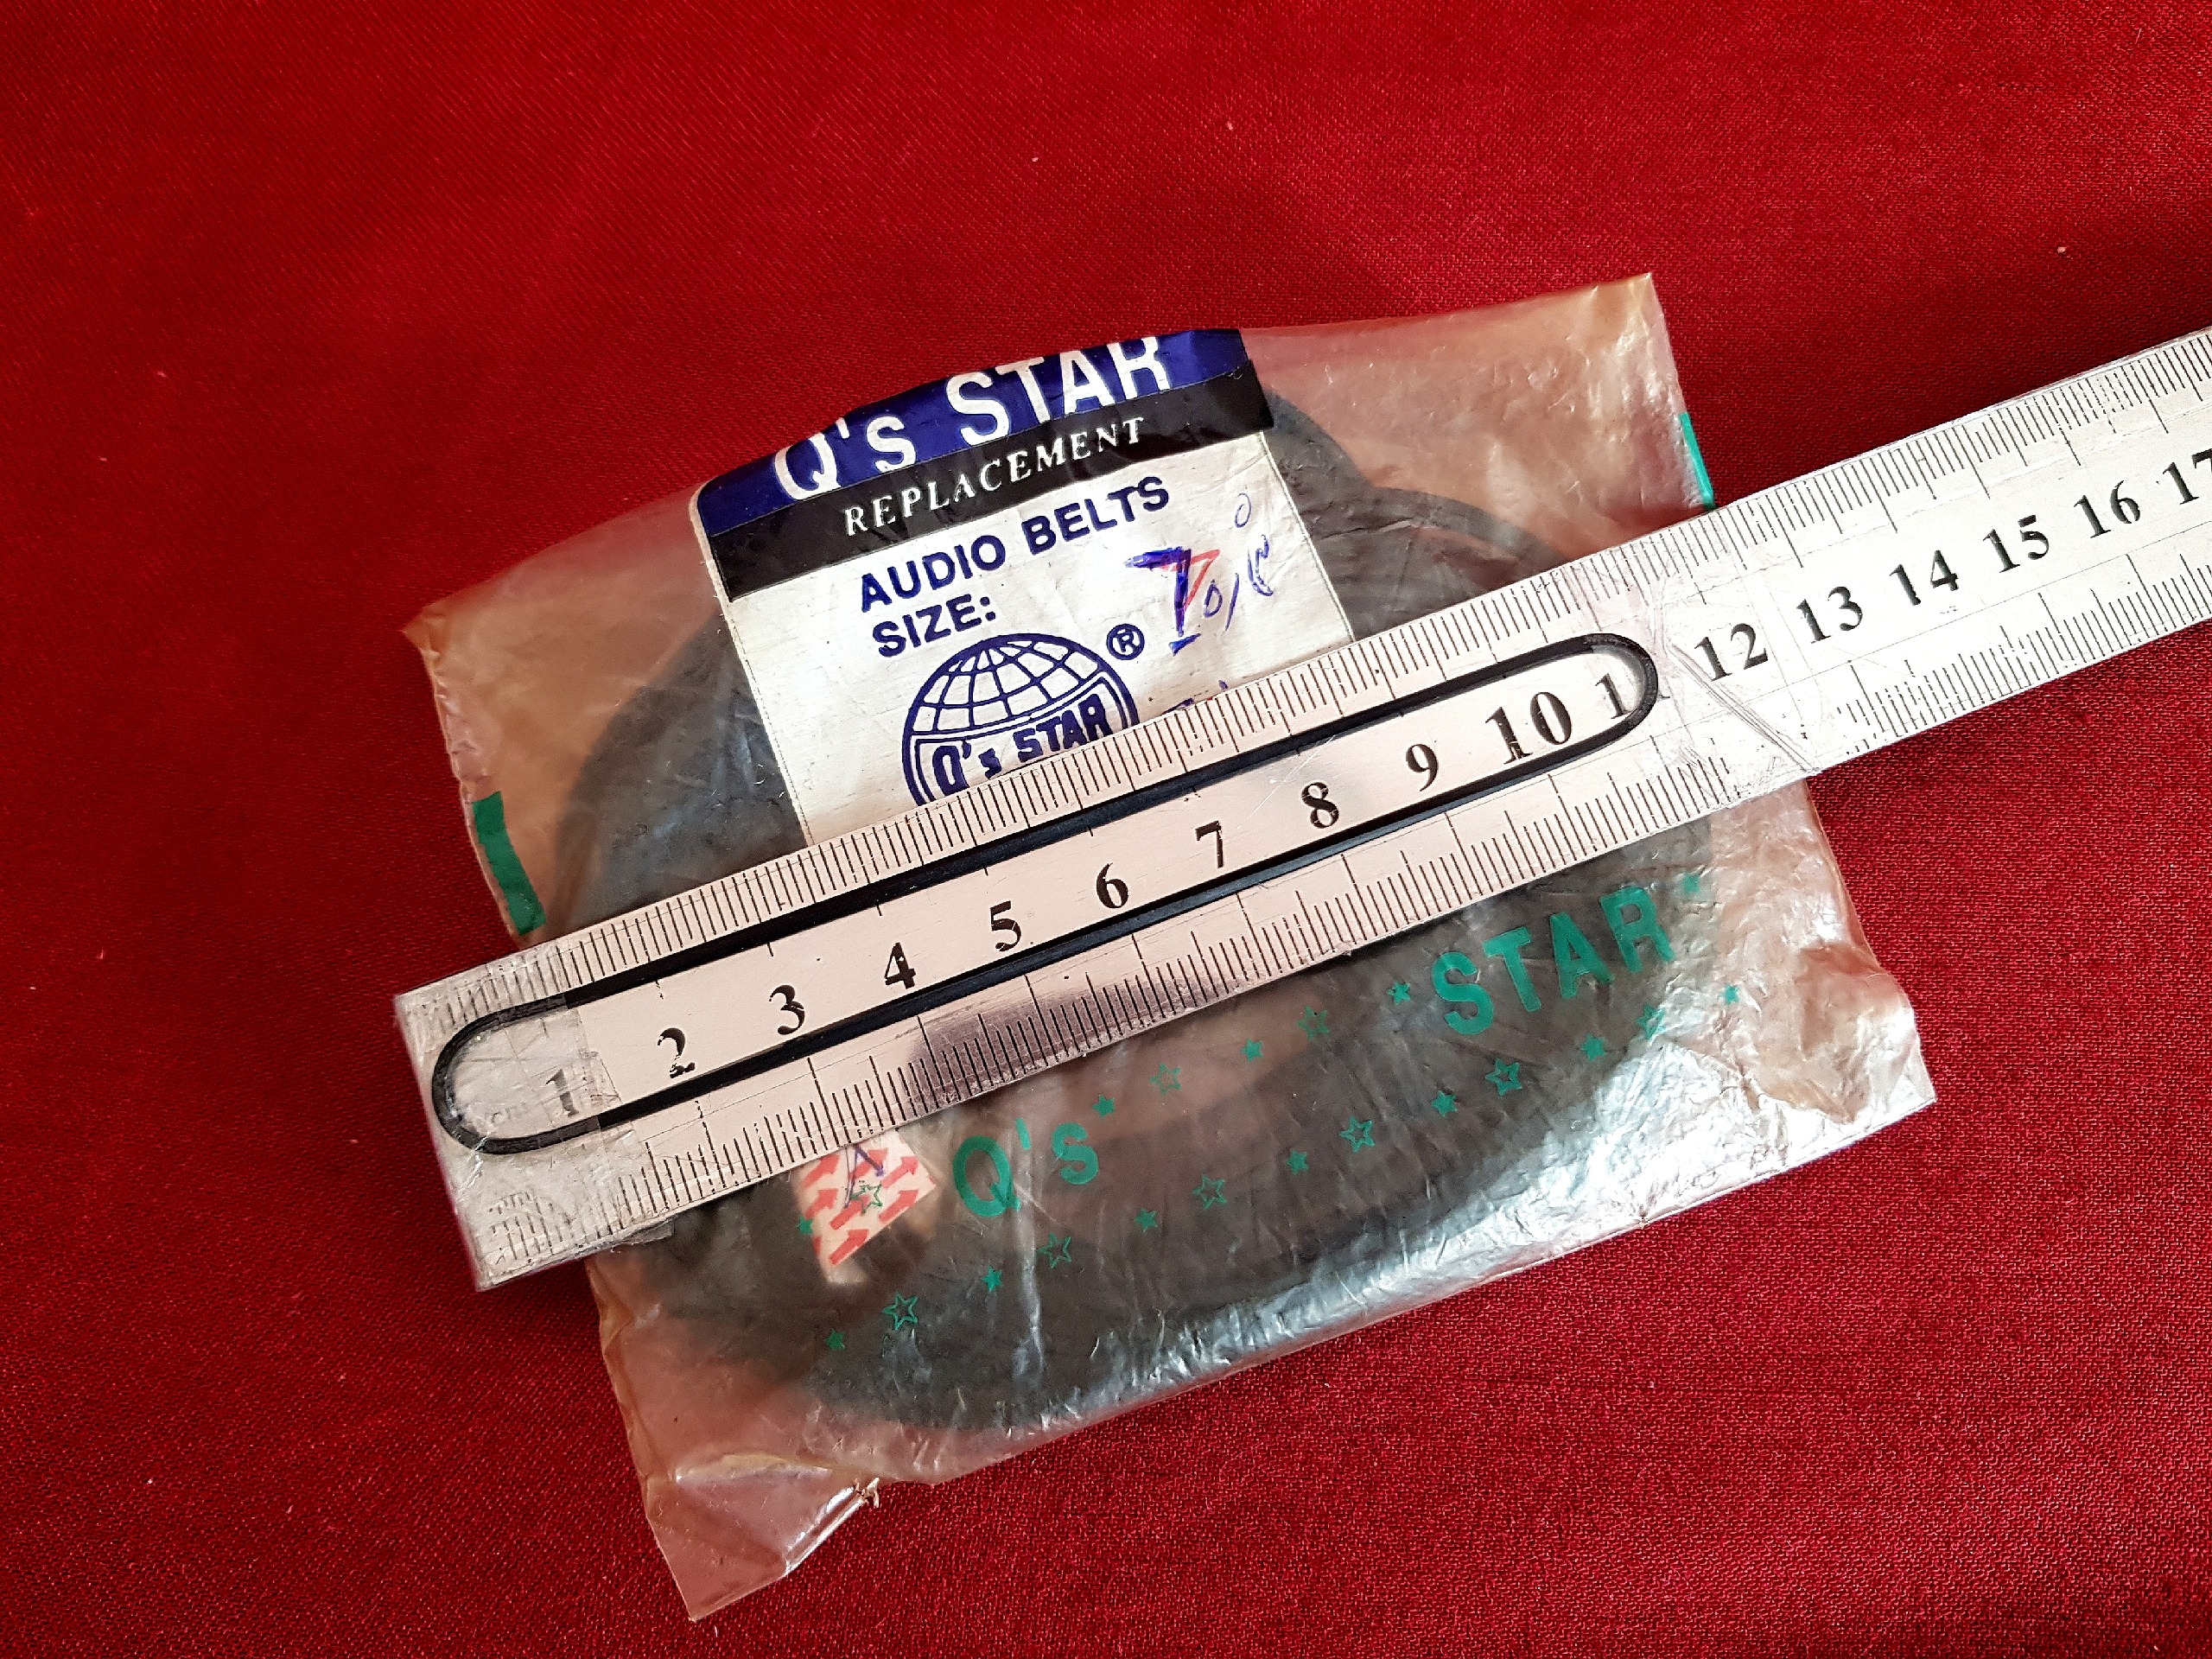 Q's STAR
REPLACEMENT
AUDIO BELTS
SIZE:
7
®
Q's STAR
1 2 3 4 5 6 7 8 9 10 1 12 13 14 15 16 17
Q's STAR